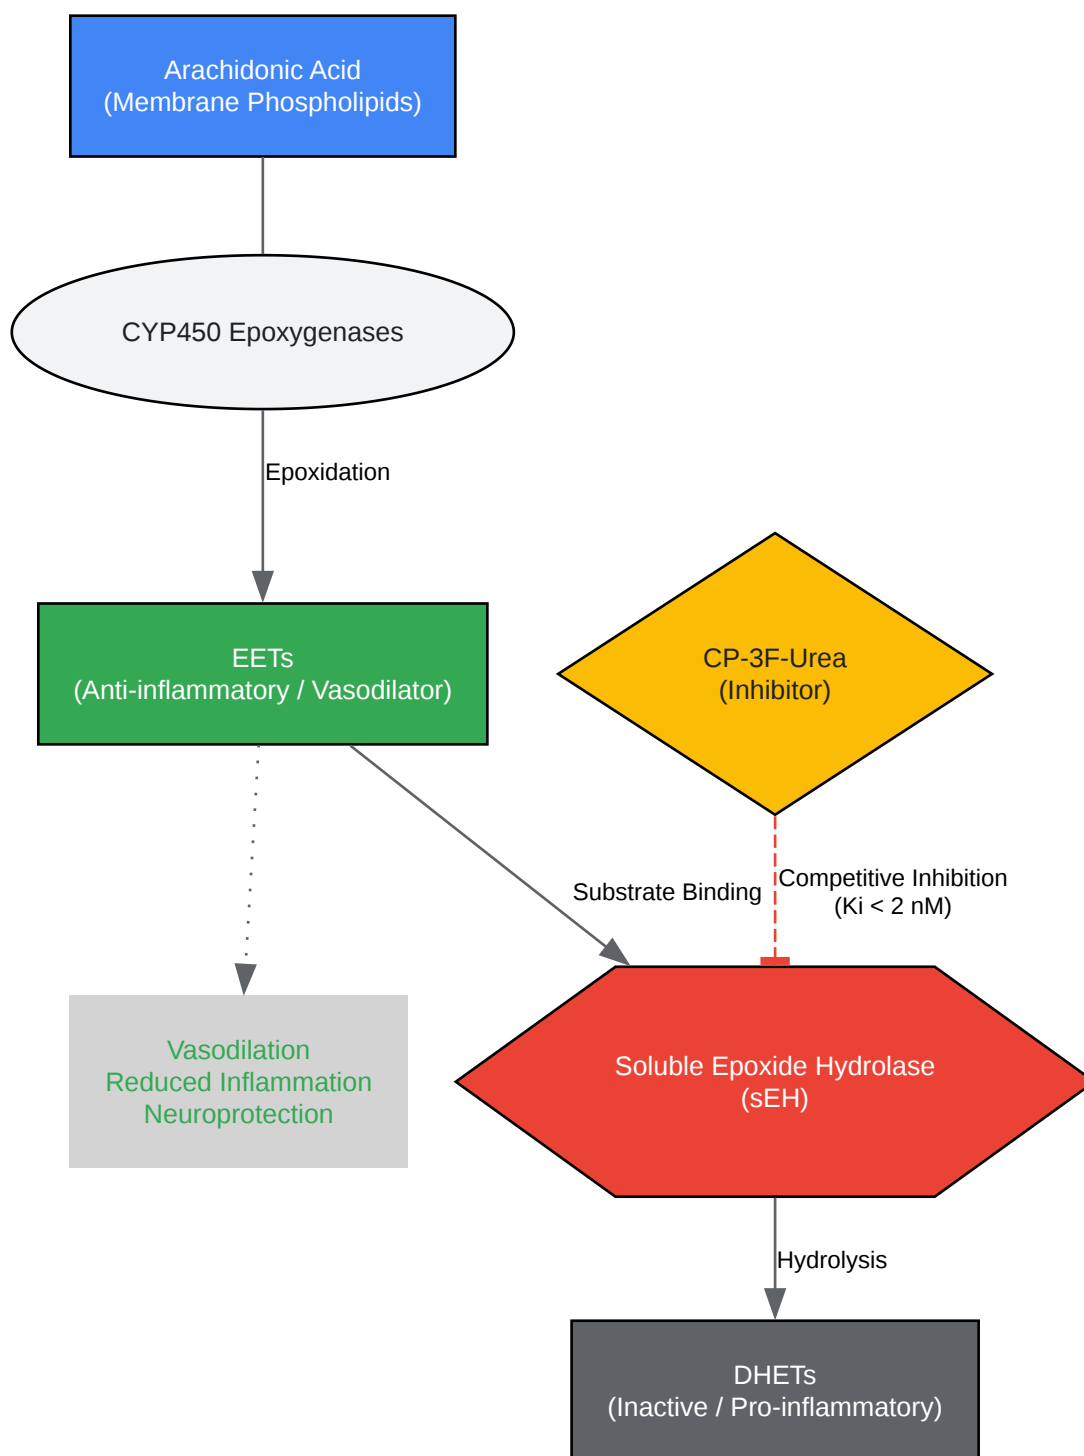 Arachidonic Acid
(Membrane Phospholipids)
CYP450 Epoxygenases
Epoxidation
EETs
(Anti-inflammatory / Vasodilator)
CP-3F-Urea
(Inhibitor)
Substrate Binding
Competitive Inhibition
(Ki < 2 nM)
Vasodilation
Reduced Inflammation
Neuroprotection
Soluble Epoxide Hydrolase
(sEH)
Hydrolysis
DHETs
(Inactive / Pro-inflammatory)